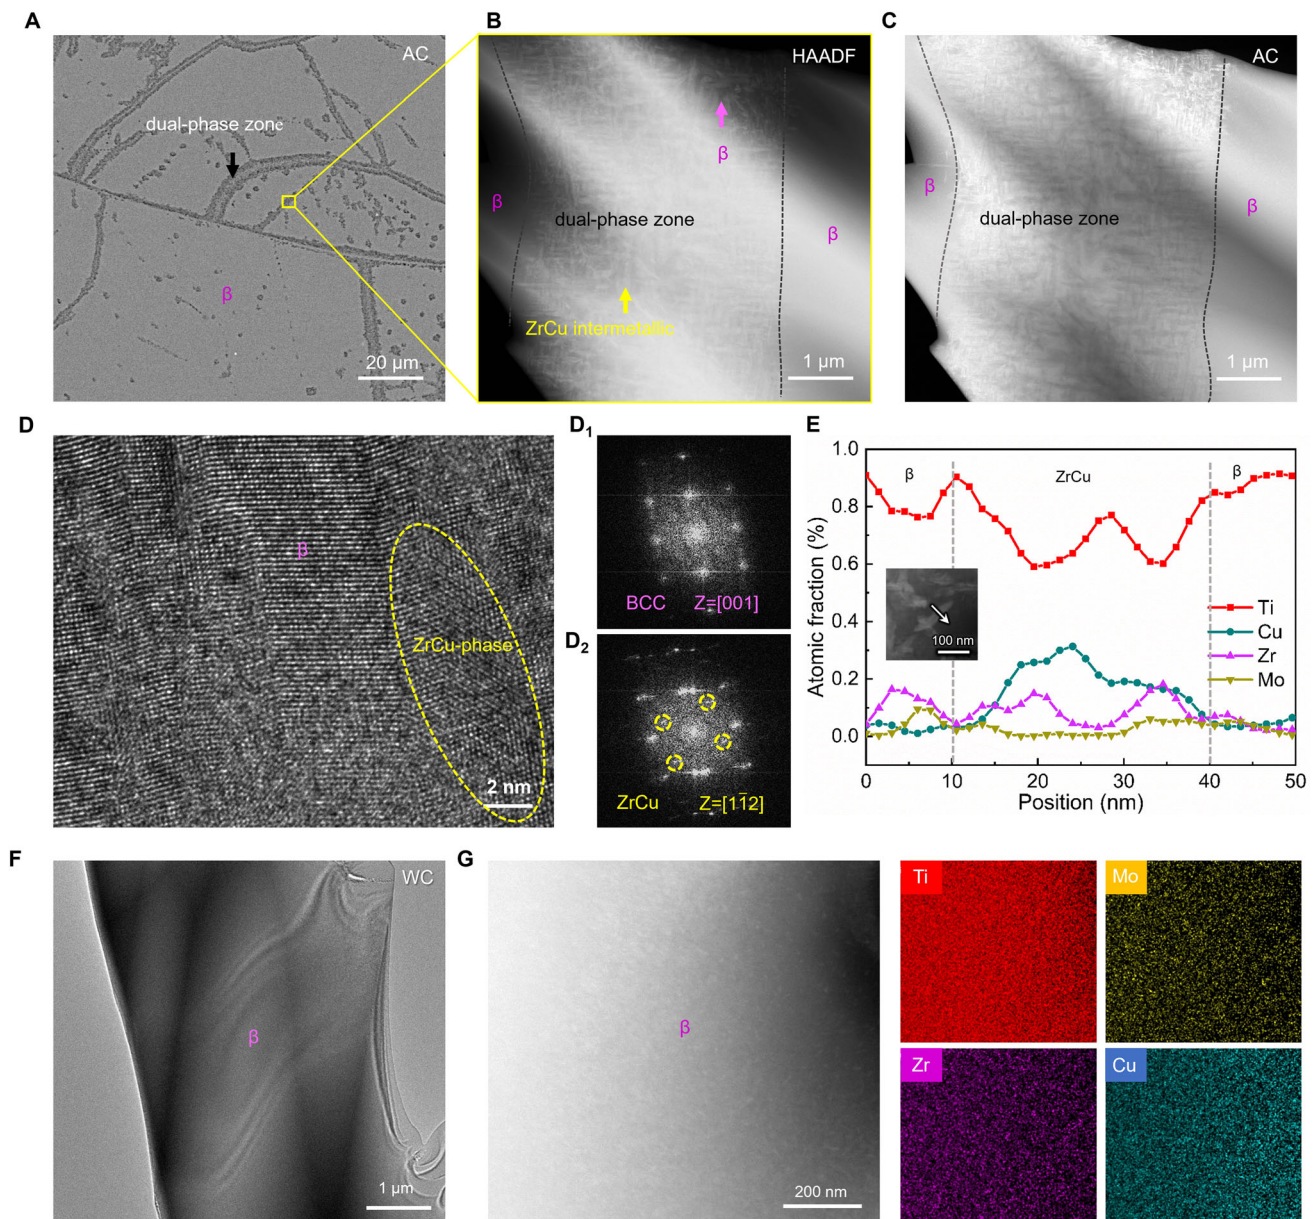 A
AC
dual-phase zone
β
20 µm
B
HAADF
β
β
β
dual-phase zone
ZrCu intermetallic
1 µm
C
AC
β
β
dual-phase zone
1 µm
D
β
ZrCu-phase
2 nm
D1
BCC Z=[001]
D2
ZrCu Z=[11̄2]
E
Atomic fraction (%)
1.0
0.8
0.6
0.4
0.2
0.0
β
ZrCu
β
100 nm
Ti
Cu
Zr
Mo
0
10
20
30
40
50
Position (nm)
F
WC
β
1 µm
G
β
200 nm
Ti
Mo
Zr
Cu